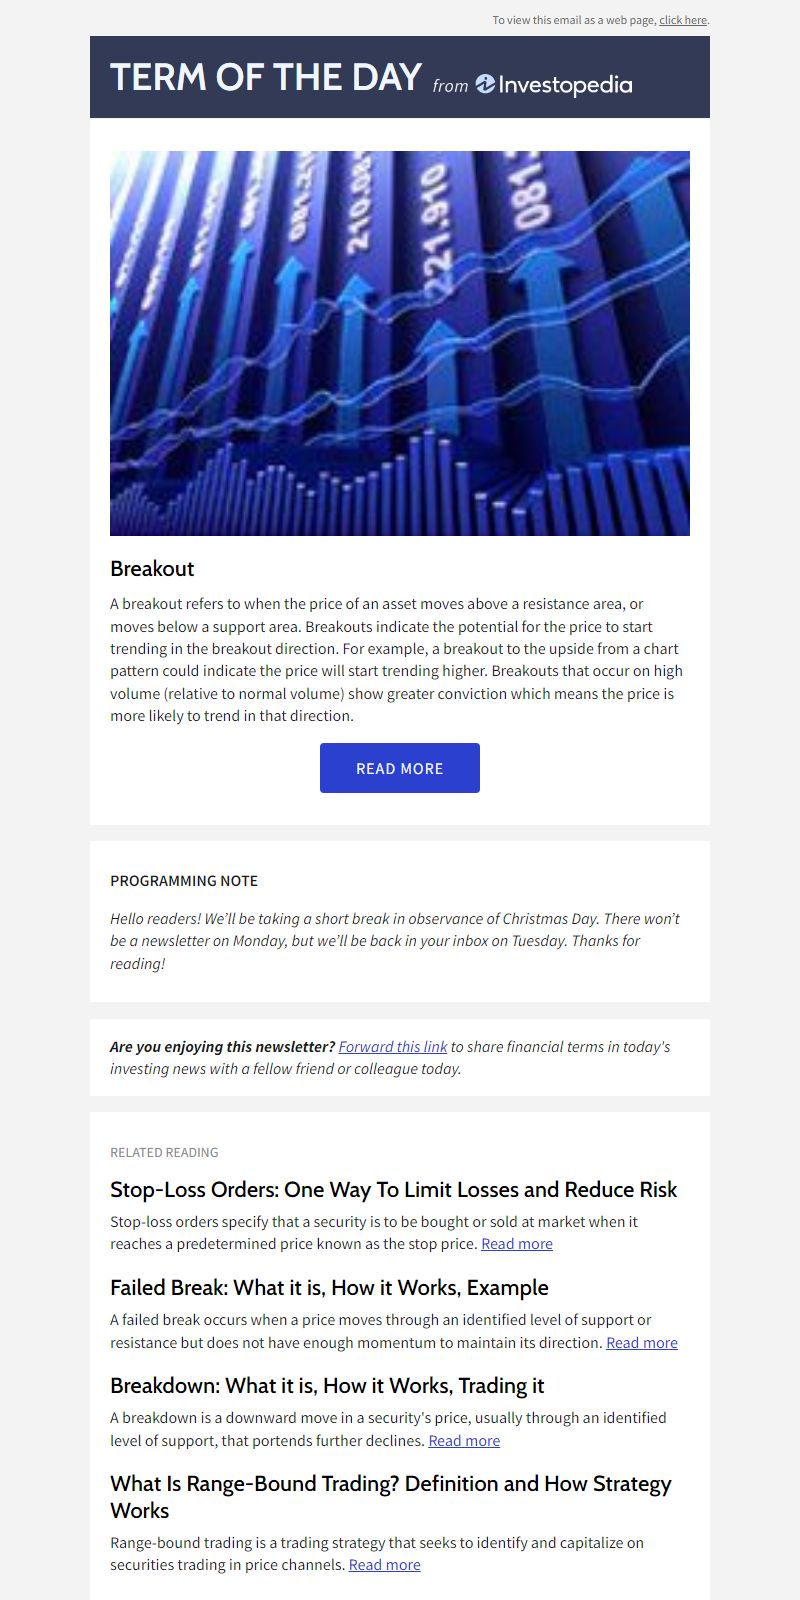 To view this email as a web page, click here.
TERM OF THE DAY from Investopedia
081.21
210.081
221.910
081.
Breakout
A breakout refers to when the price of an asset moves above a resistance area, or
moves below a support area. Breakouts indicate the potential for the price to start
trending in the breakout direction. For example, a breakout to the upside from a chart
pattern could indicate the price will start trending higher. Breakouts that occur on high
volume (relative to normal volume) show greater conviction which means the price is
more likely to trend in that direction.
READ MORE
PROGRAMMING NOTE
Hello readers! We’ll be taking a short break in observance of Christmas Day. There won’t
be a newsletter on Monday, but we’ll be back in your inbox on Tuesday. Thanks for
reading!
Are you enjoying this newsletter? Forward this link to share financial terms in today's
investing news with a fellow friend or colleague today.
RELATED READING
Stop-Loss Orders: One Way To Limit Losses and Reduce Risk
Stop-loss orders specify that a security is to be bought or sold at market when it
reaches a predetermined price known as the stop price. Read more
Failed Break: What it is, How it Works, Example
A failed break occurs when a price moves through an identified level of support or
resistance but does not have enough momentum to maintain its direction. Read more
Breakdown: What it is, How it Works, Trading it
A breakdown is a downward move in a security's price, usually through an identified
level of support, that portends further declines. Read more
What Is Range-Bound Trading? Definition and How Strategy
Works
Range-bound trading is a trading strategy that seeks to identify and capitalize on
securities trading in price channels. Read more